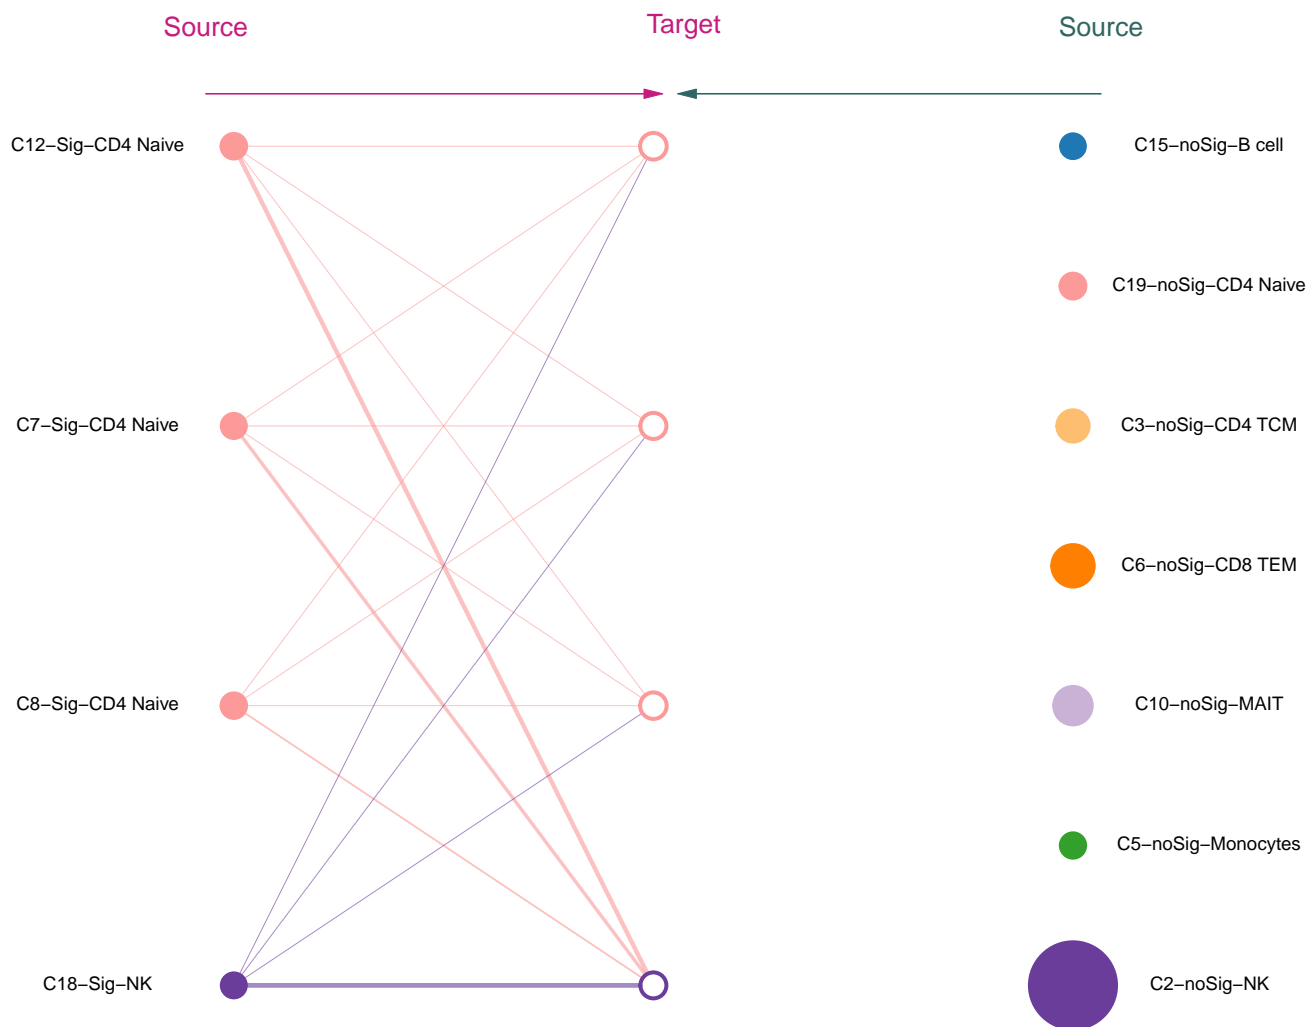 Source
Target
Source
C12−Sig−CD4 Naive
C15−noSig−B cell
C19−noSig−CD4 Naive
C7−Sig−CD4 Naive
C3−noSig−CD4 TCM
C6−noSig−CD8 TEM
C8−Sig−CD4 Naive
C10−noSig−MAIT
C5−noSig−Monocytes
C18−Sig−NK
C2−noSig−NK